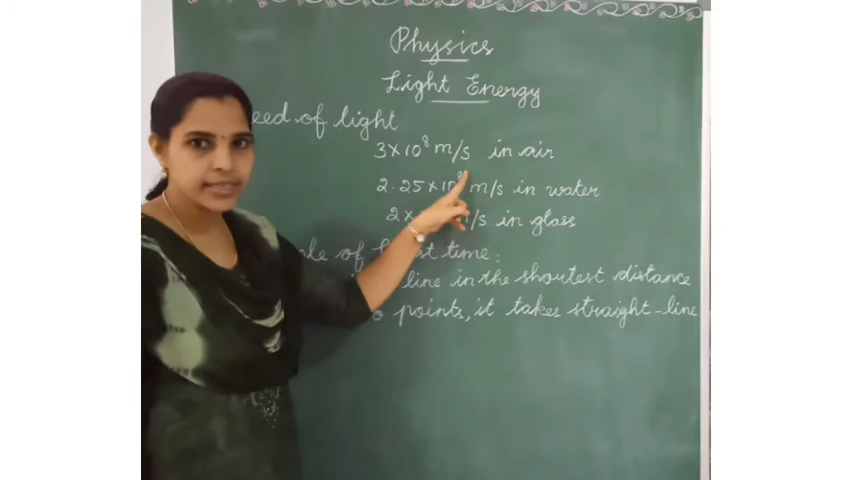 Physics
Light Energy
eed of light
3×10⁸ m/s in air
2.25×10⁸ m/s in water
2× m/s in glass
of time:
line in the shortest distance
points, it takes straight-line